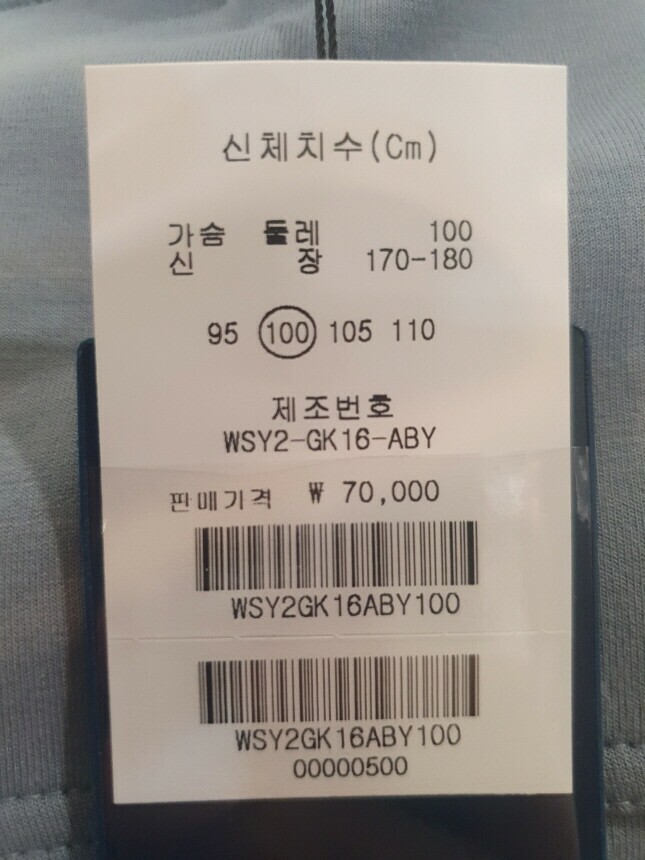 신체치수(Cm)
가슴 둘레 100
신 장 170-180
95 100 105 110
제조번호
WSY2-GK16-ABY
판매가격 ₩ 70,000
WSY2GK16ABY100
WSY2GK16ABY100
00000500